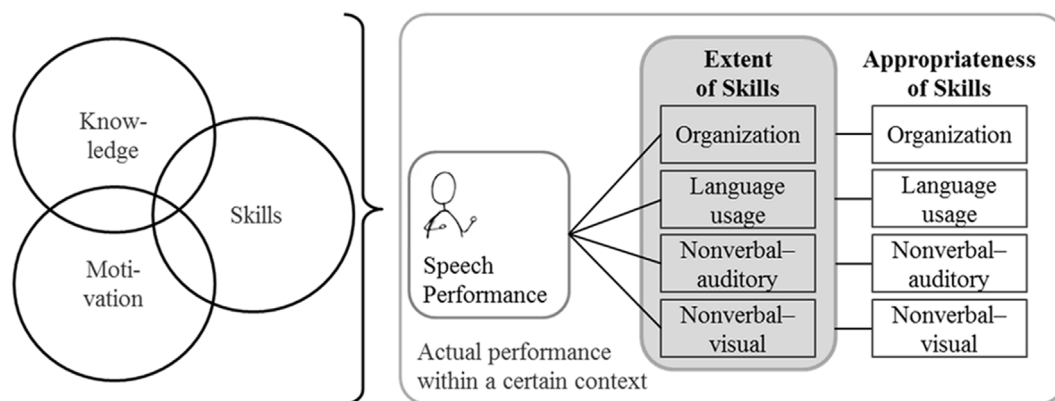 Know-
ledge
Skills
Moti-
vation
Speech
Performance
Actual performance
within a certain context
Extent
of Skills
Organization
Language
usage
Nonverbal–
auditory
Nonverbal–
visual
Appropriateness
of Skills
Organization
Language
usage
Nonverbal–
auditory
Nonverbal–
visual